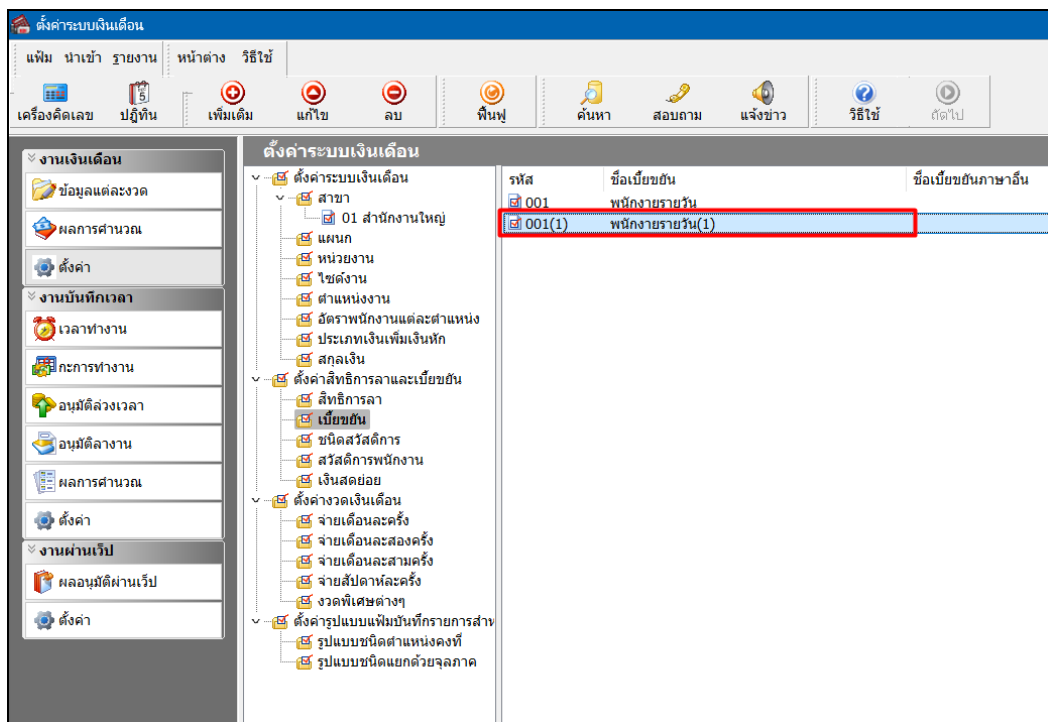 ตั้งค่าระบบเงินเดือน
แฟ้ม นำเข้า รายงาน หน้าต่าง วิธีใช้
เครื่องคิดเลข ปฏิทิน เพิ่มเติม แก้ไข ลบ ฟื้นฟู ค้นหา สอบถาม แจ้งข่าว วิธีใช้ ถัดไป
งานเงินเดือน
ข้อมูลแต่ละงวด
ผลการคำนวณ
ตั้งค่า
งานบันทึกเวลา
เวลาทำงาน
กะการทำงาน
อนุมัติล่วงเวลา
อนุมัติลางาน
ผลการคำนวณ
ตั้งค่า
งานผ่านเว็ป
ผลอนุมัติผ่านเว็ป
ตั้งค่า
ตั้งค่าระบบเงินเดือน
ตั้งค่าระบบเงินเดือน
สาขา
01 สำนักงานใหญ่
แผนก
หน่วยงาน
ไซด์งาน
ตำแหน่งงาน
อัตราพนักงานแต่ละตำแหน่ง
ประเภทเงินเพิ่มเงินหัก
สกุลเงิน
ตั้งค่าสิทธิการลาและเบี้ยขยัน
สิทธิการลา
เบี้ยขยัน
ชนิดสวัสดิการ
สวัสดิการพนักงาน
เงินสดย่อย
ตั้งค่างวดเงินเดือน
จ่ายเดือนละครั้ง
จ่ายเดือนละสองครั้ง
จ่ายเดือนละสามครั้ง
จ่ายสัปดาห์ละครั้ง
งวดพิเศษต่างๆ
ตั้งค่ารูปแบบแฟ้มบันทึกรายการสำห
รูปแบบชนิดตำแหน่งคงที่
รูปแบบชนิดแยกด้วยจุลภาค
รหัส ชื่อเบี้ยขยัน ชื่อเบี้ยขยันภาษาอื่น
001 พนักงายรายวัน
001(1) พนักงายรายวัน(1)